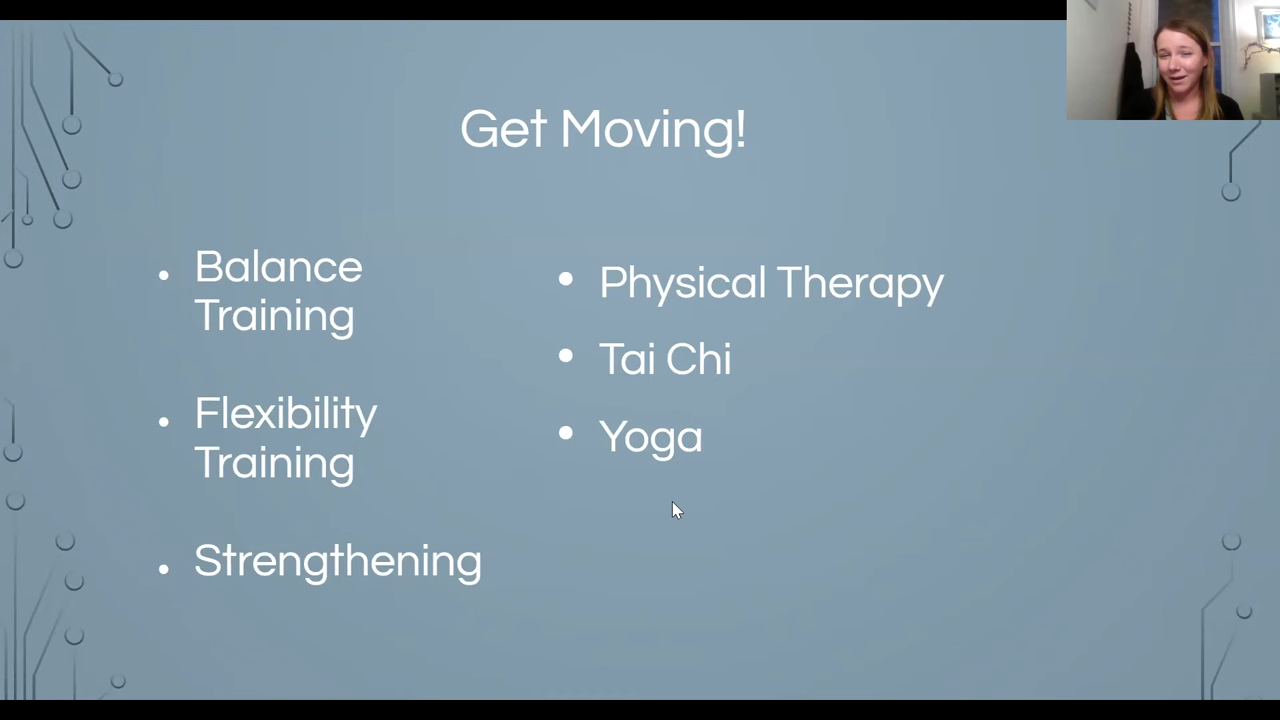 Get Moving!
Balance
Training
Flexibility
Training
Strengthening
Physical Therapy
Tai Chi
Yoga